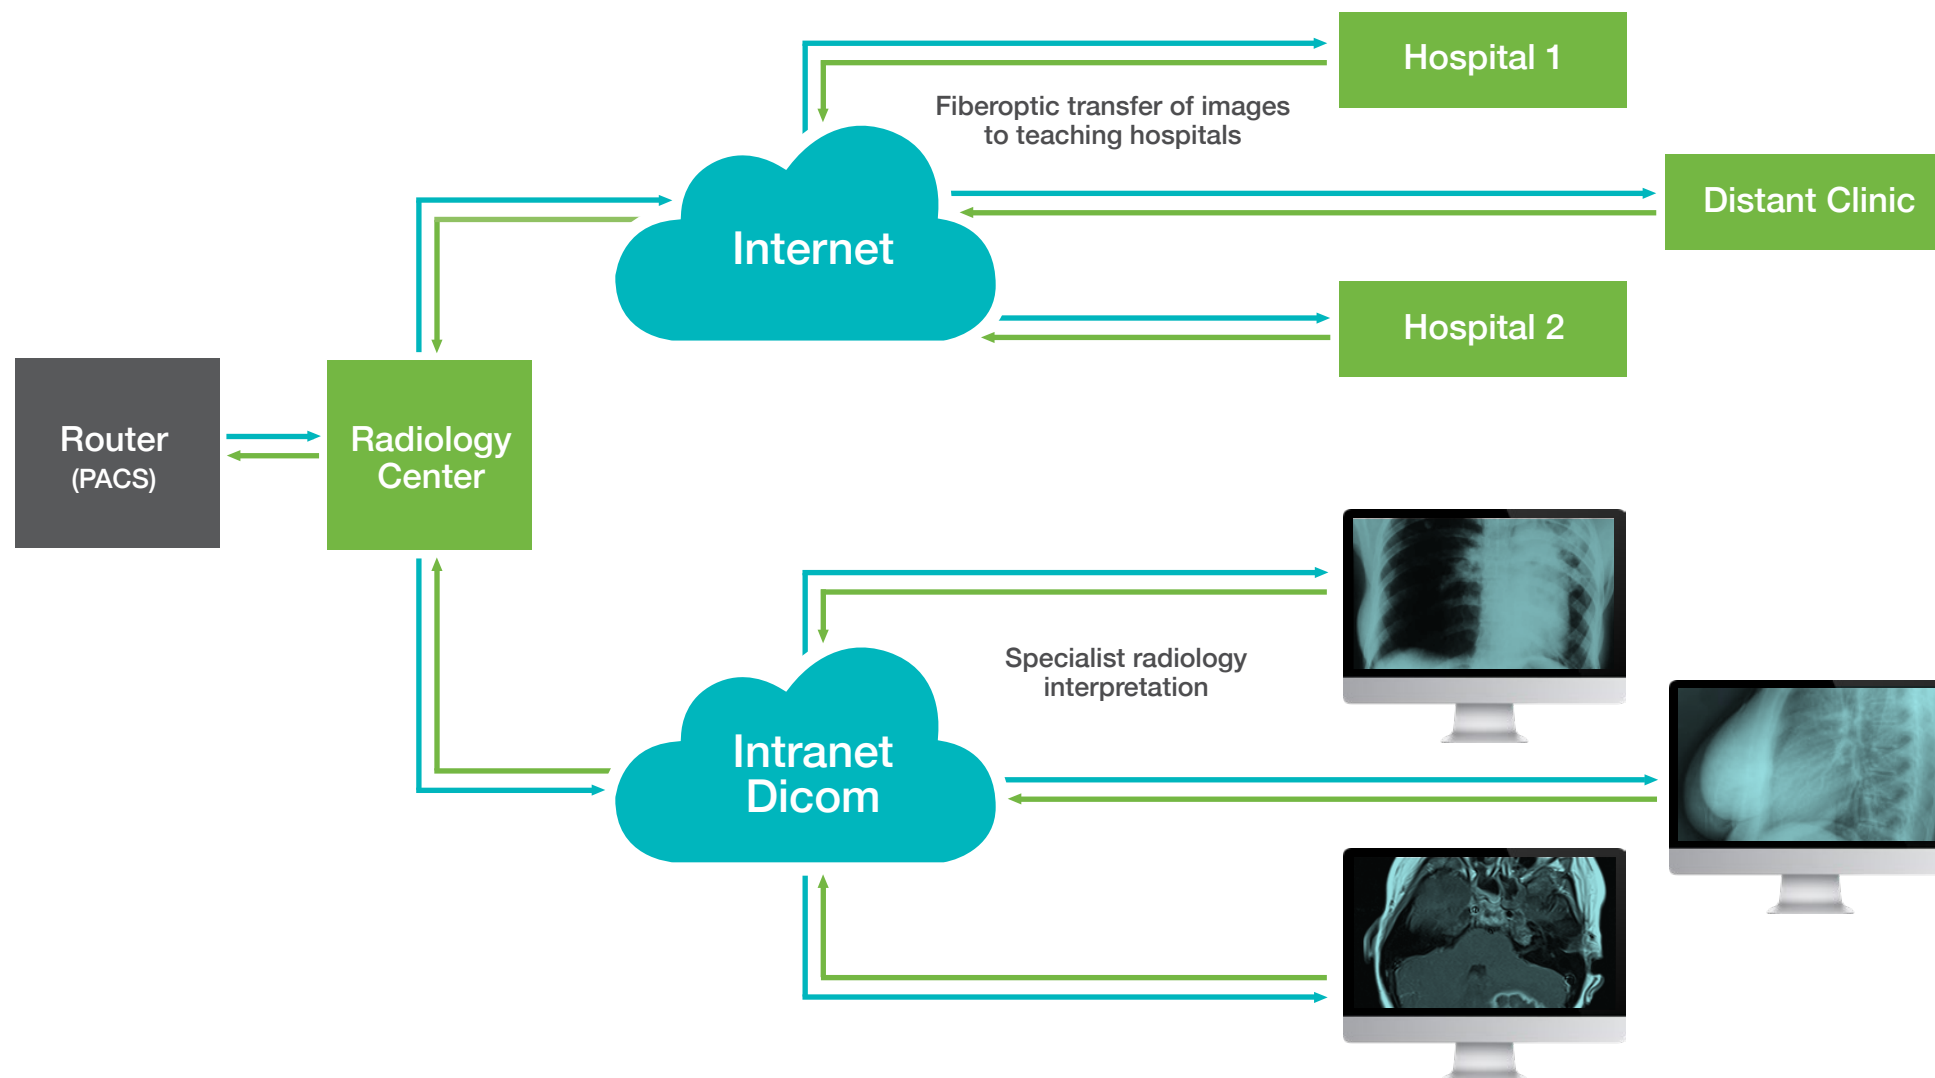 Hospital 1
Fiberoptic transfer of images
to teaching hospitals
Distant Clinic
Internet
Hospital 2
Router
(PACS)
Radiology
Center
Specialist radiology
interpretation
Intranet
Dicom